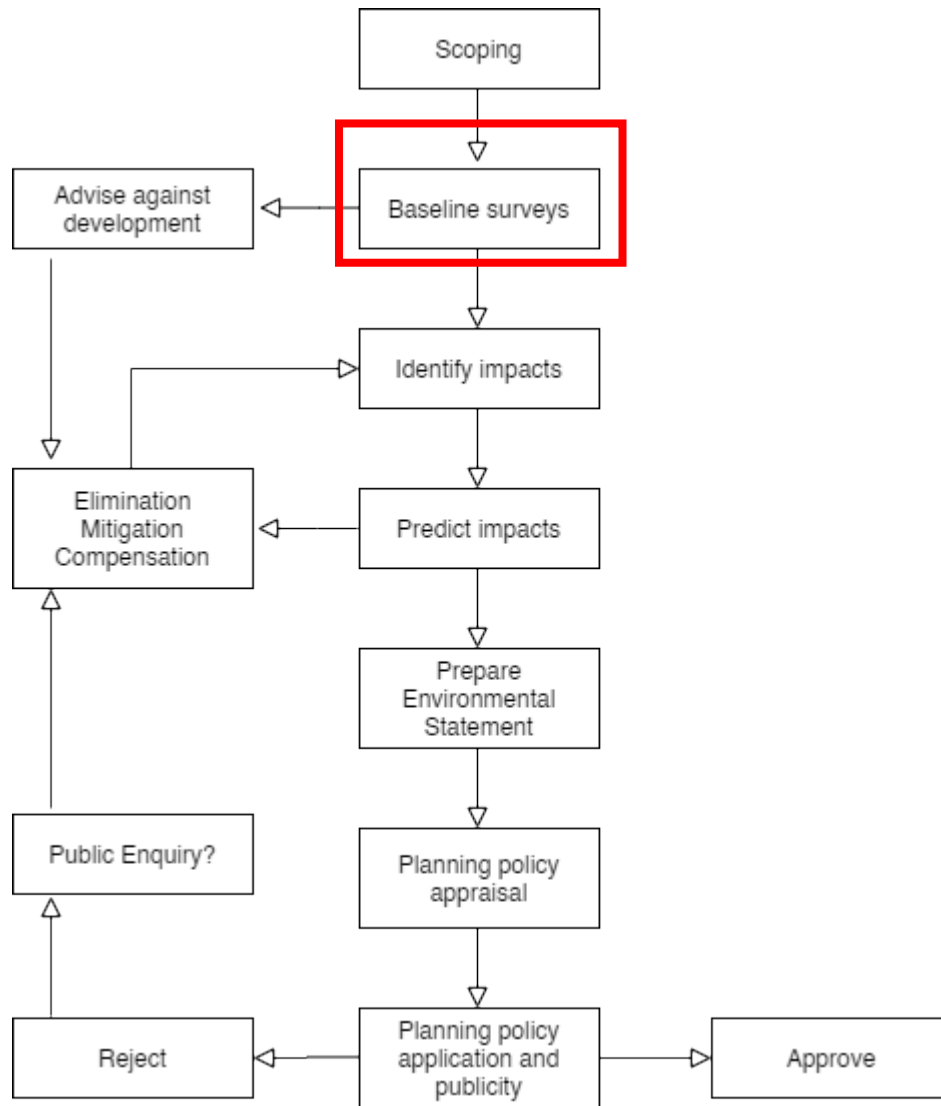 Scoping
Advise against
development
Baseline surveys
Identify impacts
Elimination
Mitigation
Compensation
Predict impacts
Prepare
Environmental
Statement
Public Enquiry?
Planning policy
appraisal
Reject
Planning policy
application and
publicity
Approve